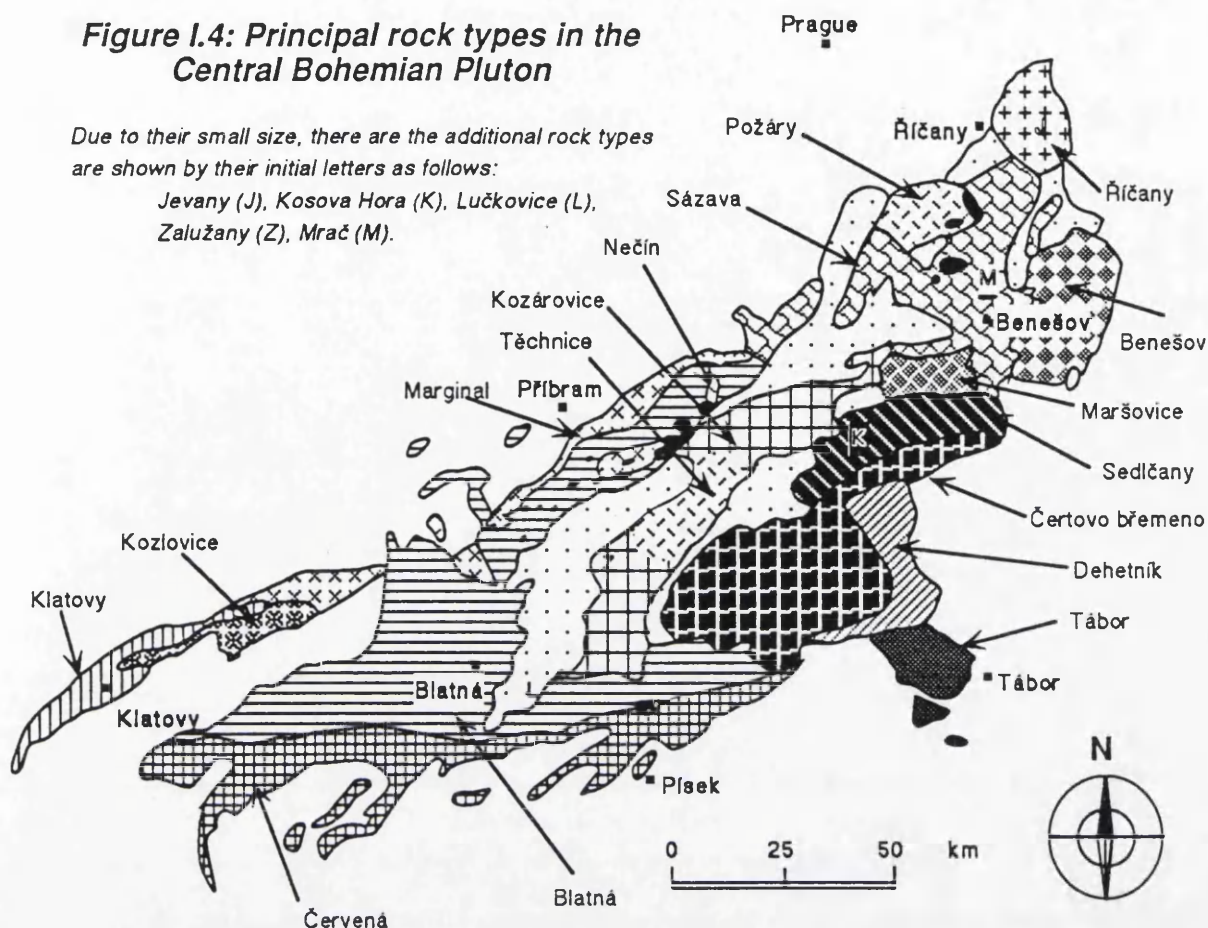 Figure I.4: Principal rock types in the
Central Bohemian Pluton
Due to their small size, there are the additional rock types
are shown by their initial letters as follows:
Jevany (J), Kosova Hora (K), Lučkovice (L),
Zalužany (Z), Mrač (M).
Prague
Požáry
Říčany
Říčany
Sázava
Nečín
Kozárovice
Těchnice
M
Benešov
Benešov
Marginal
Příbram
Maršovice
K
Sedlčany
Čertovo břemeno
Kozlovice
Dehetník
Klatovy
Tábor
Blatná
Tábor
Klatovy
N
Písek
0 25 50 km
Blatná
Červená